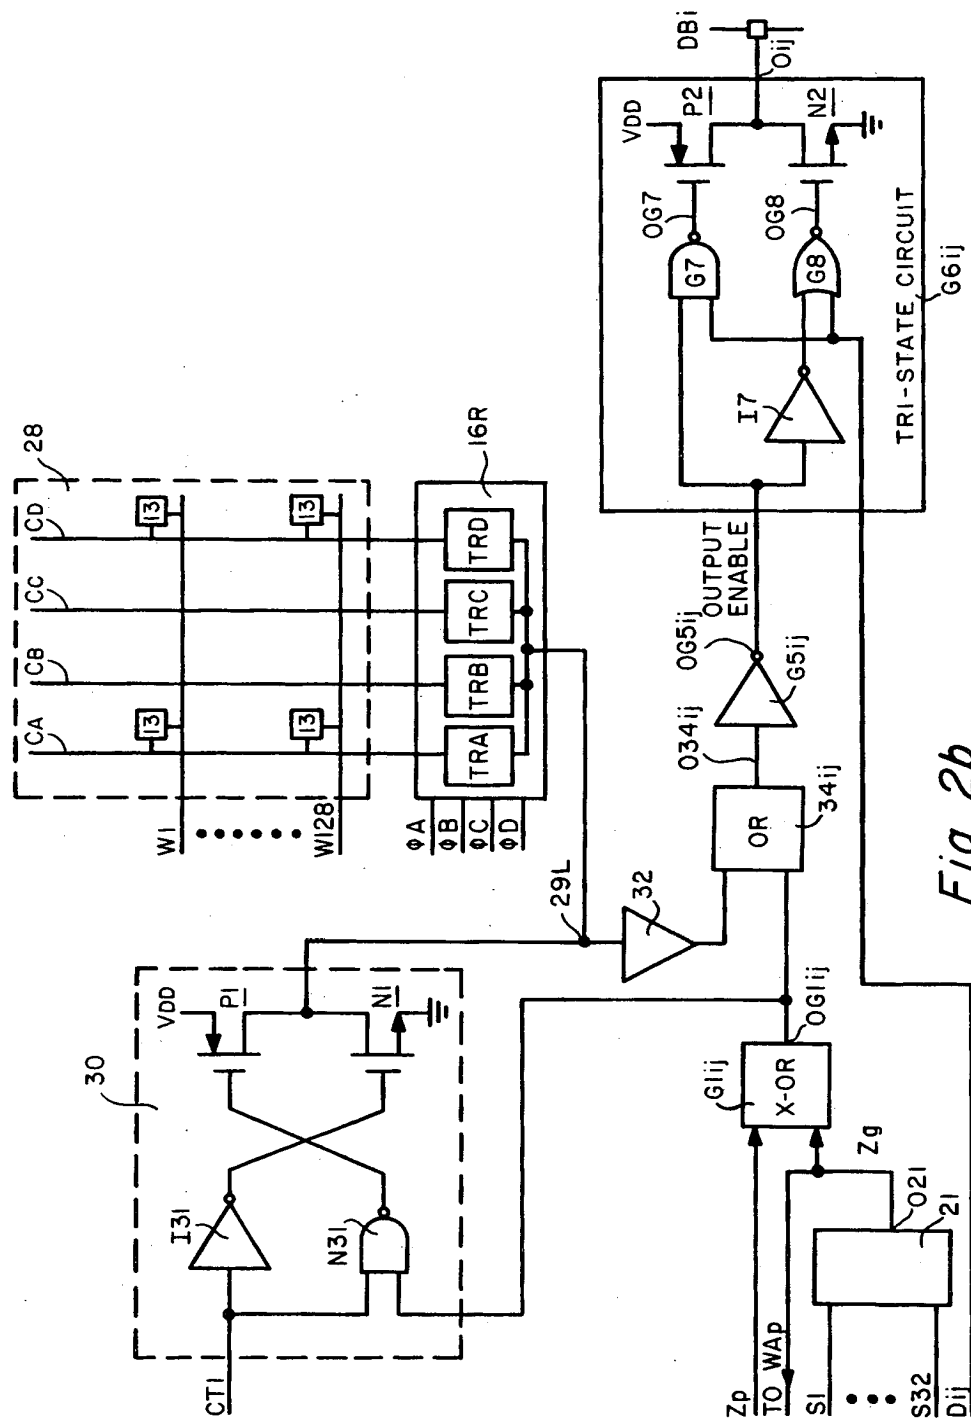 CT1
30
I31
N31
VDD
P1
N1
W1
W128
CA
CB
CC
CD
28
13
13
13
13
16R
TRA
TRB
TRC
TRD
ΦA
ΦB
ΦC
ΦD
29L
32
Zp
TO WAp
S1
S32
Dij
21
O21
Zg
G1ij
X-OR
OG1ij
OR
34ij
O34ij
G5ij
OG5ij
OUTPUT
ENABLE
I7
G7
G8
OG7
OG8
VDD
P2
N2
TRI-STATE CIRCUIT
G6ij
Oij
DBi
Fig. 2b